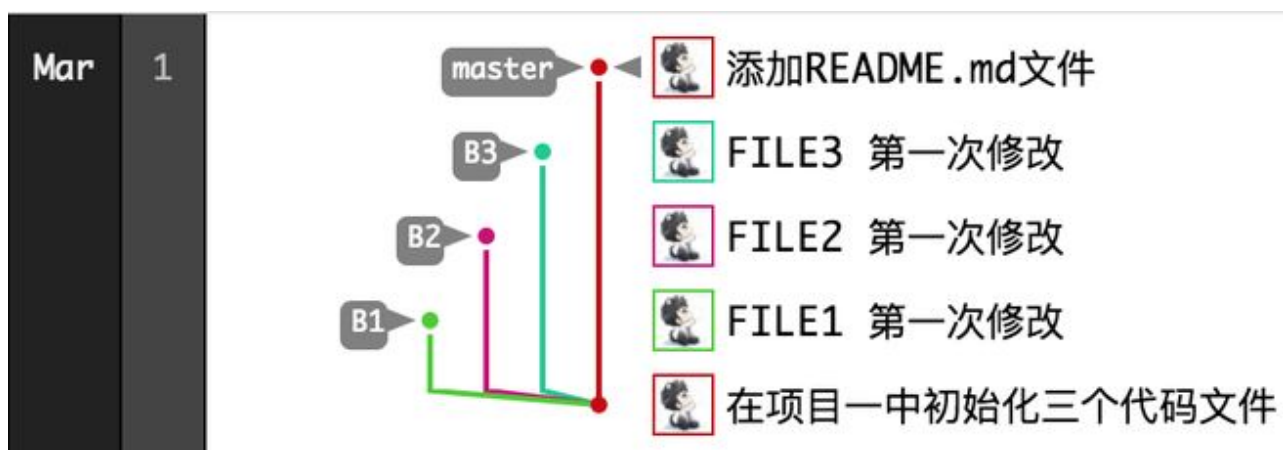 Mar 1 master 添加README.md文件
B3 FILE3 第一次修改
B2 FILE2 第一次修改
B1 FILE1 第一次修改
在项目一中初始化三个代码文件